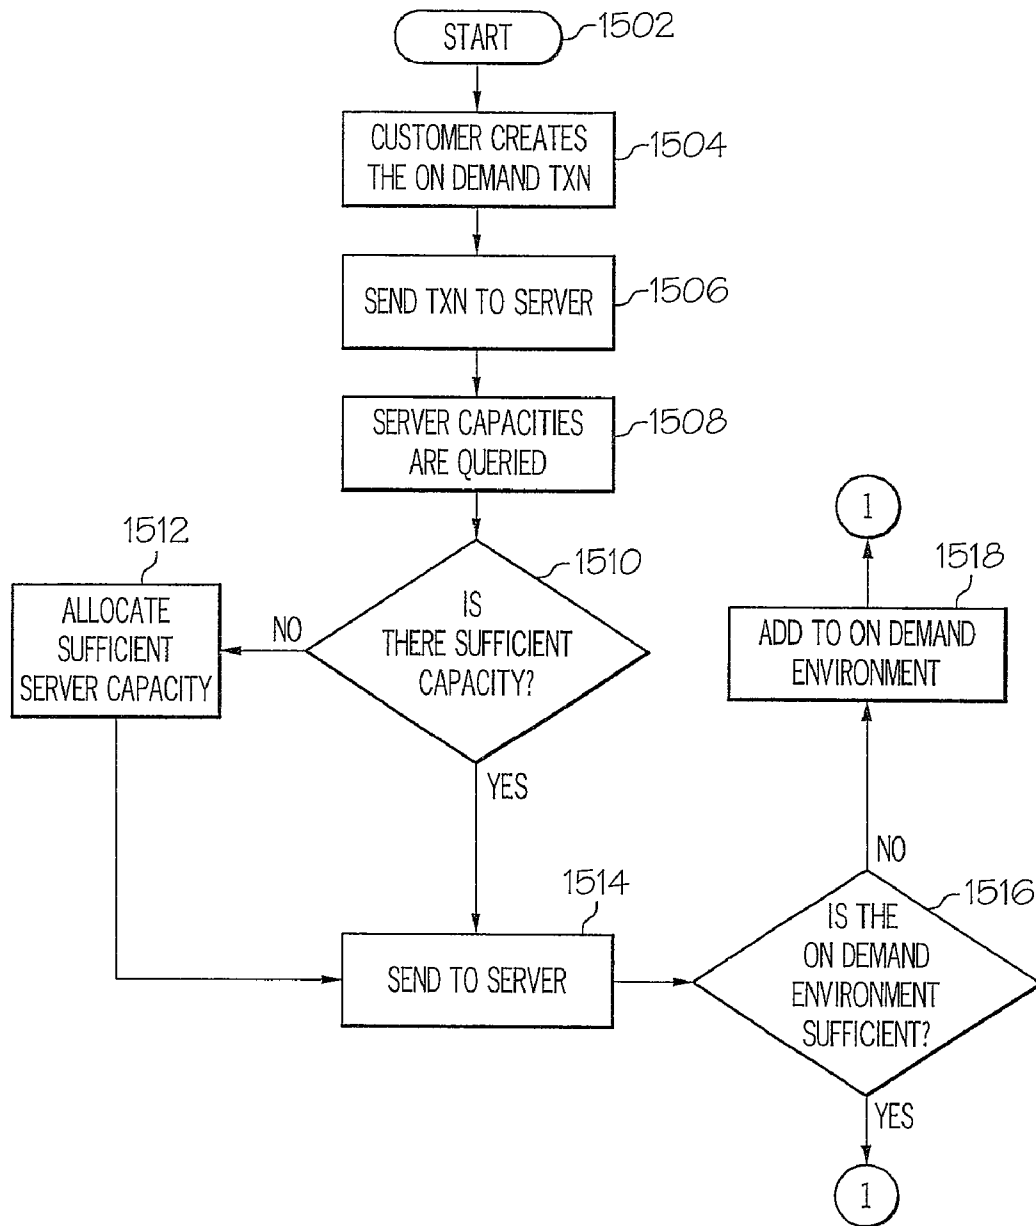 START
1502
CUSTOMER CREATES
THE ON DEMAND TXN
1504
SEND TXN TO SERVER
1506
SERVER CAPACITIES
ARE QUERIED
1508
1
1512
1510
1518
ALLOCATE
SUFFICIENT
SERVER CAPACITY
NO
IS
THERE SUFFICIENT
CAPACITY?
ADD TO ON DEMAND
ENVIRONMENT
YES
NO
1514
1516
SEND TO SERVER
IS THE
ON DEMAND
ENVIRONMENT
SUFFICIENT?
YES
1